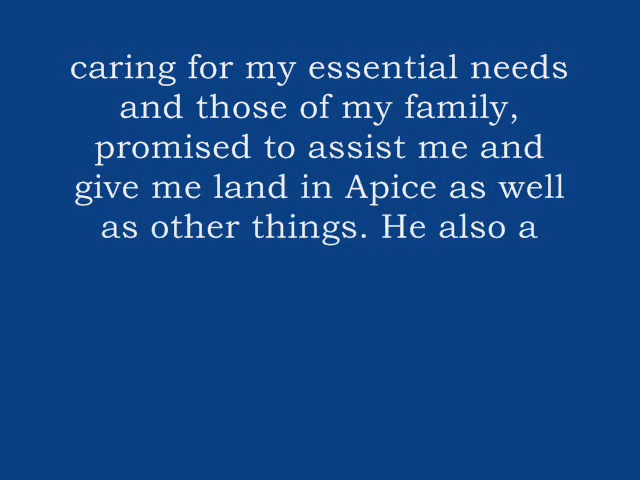 caring for my essential needs
and those of my family,
promised to assist me and
give me land in Apice as well
as other things. He also a